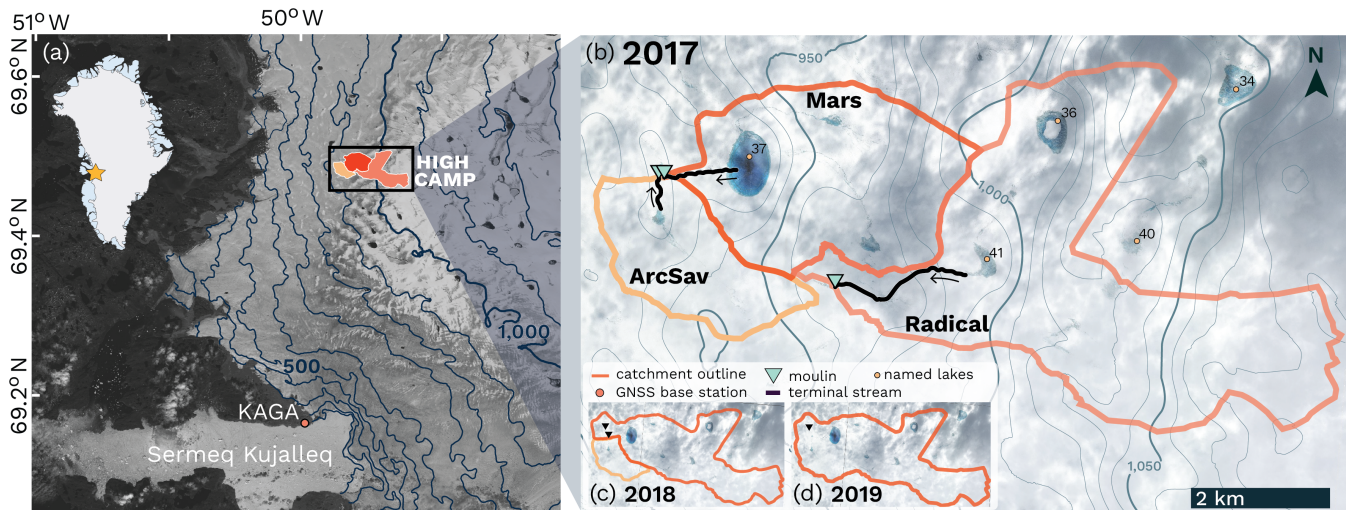 51° W
50° W
69.6° N
69.4° N
69.2° N
(a)
HIGH
CAMP
1,000
500
KAGA
Sermeq Kujalleq
(b) 2017
950
N
34
Mars
36
37
1,000
40
41
ArcSav
Radical
catchment outline
moulin
named lakes
GNSS base station
terminal stream
(c) 2018
(d) 2019
1,050
2 km